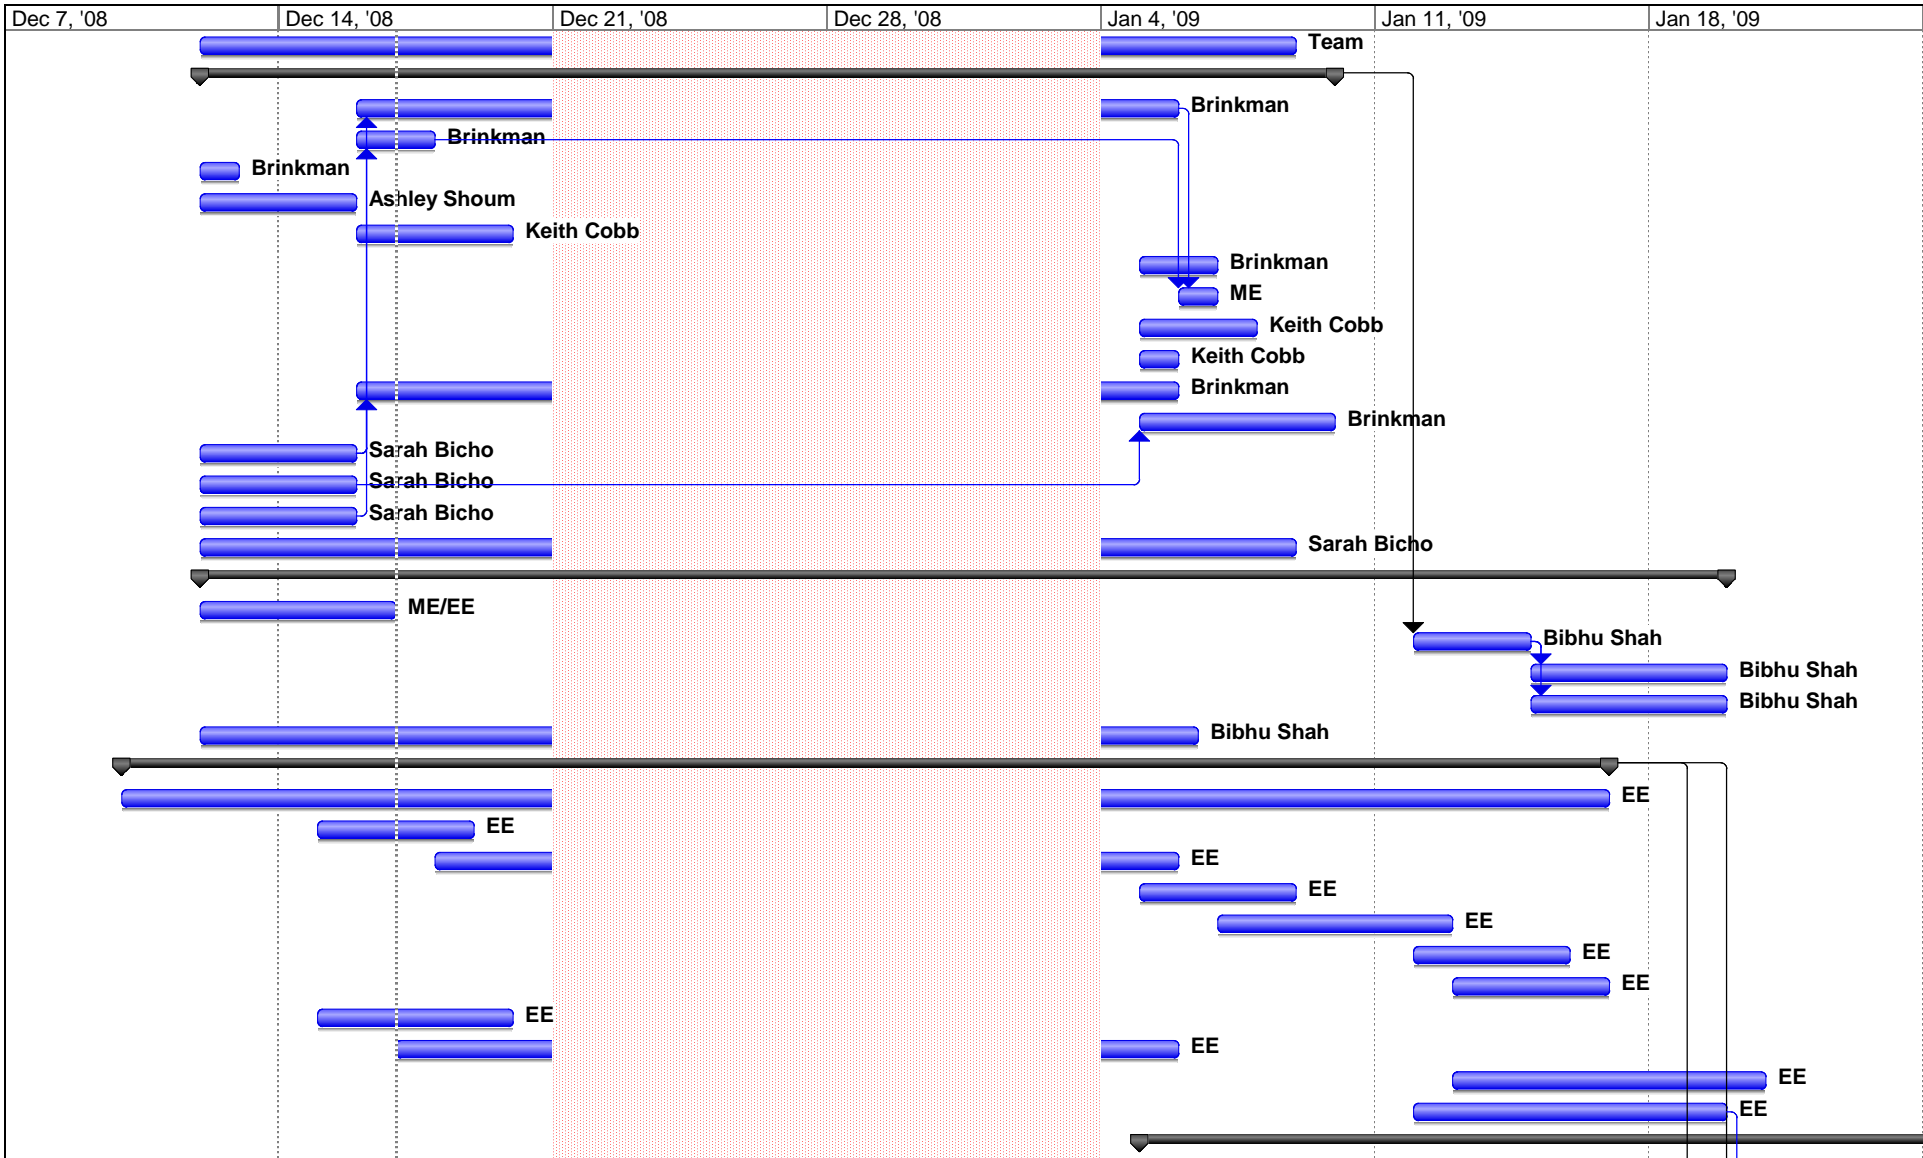 Dec 7, '08 Dec 14, '08 Dec 21, '08 Dec 28, '08 Jan 4, '09 Jan 11, '09 Jan 18, '09
Team
Brinkman
Brinkman
Brinkman
Ashley Shoum
Keith Cobb
Brinkman
ME
Keith Cobb
Keith Cobb
Brinkman
Brinkman
Sarah Bicho
Sarah Bicho
Sarah Bicho
Sarah Bicho
ME/EE
Bibhu Shah
Bibhu Shah
Bibhu Shah
Bibhu Shah
EE
EE
EE
EE
EE
EE
EE
EE
EE
EE
EE